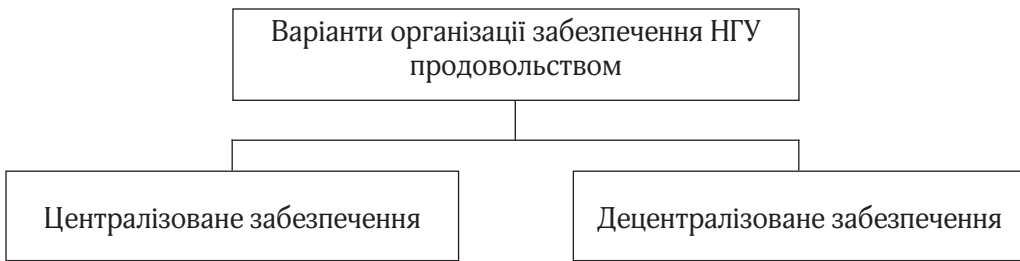 Варіанти організації забезпечення НГУ
продовольством
Централізоване забезпечення
Децентралізоване забезпечення